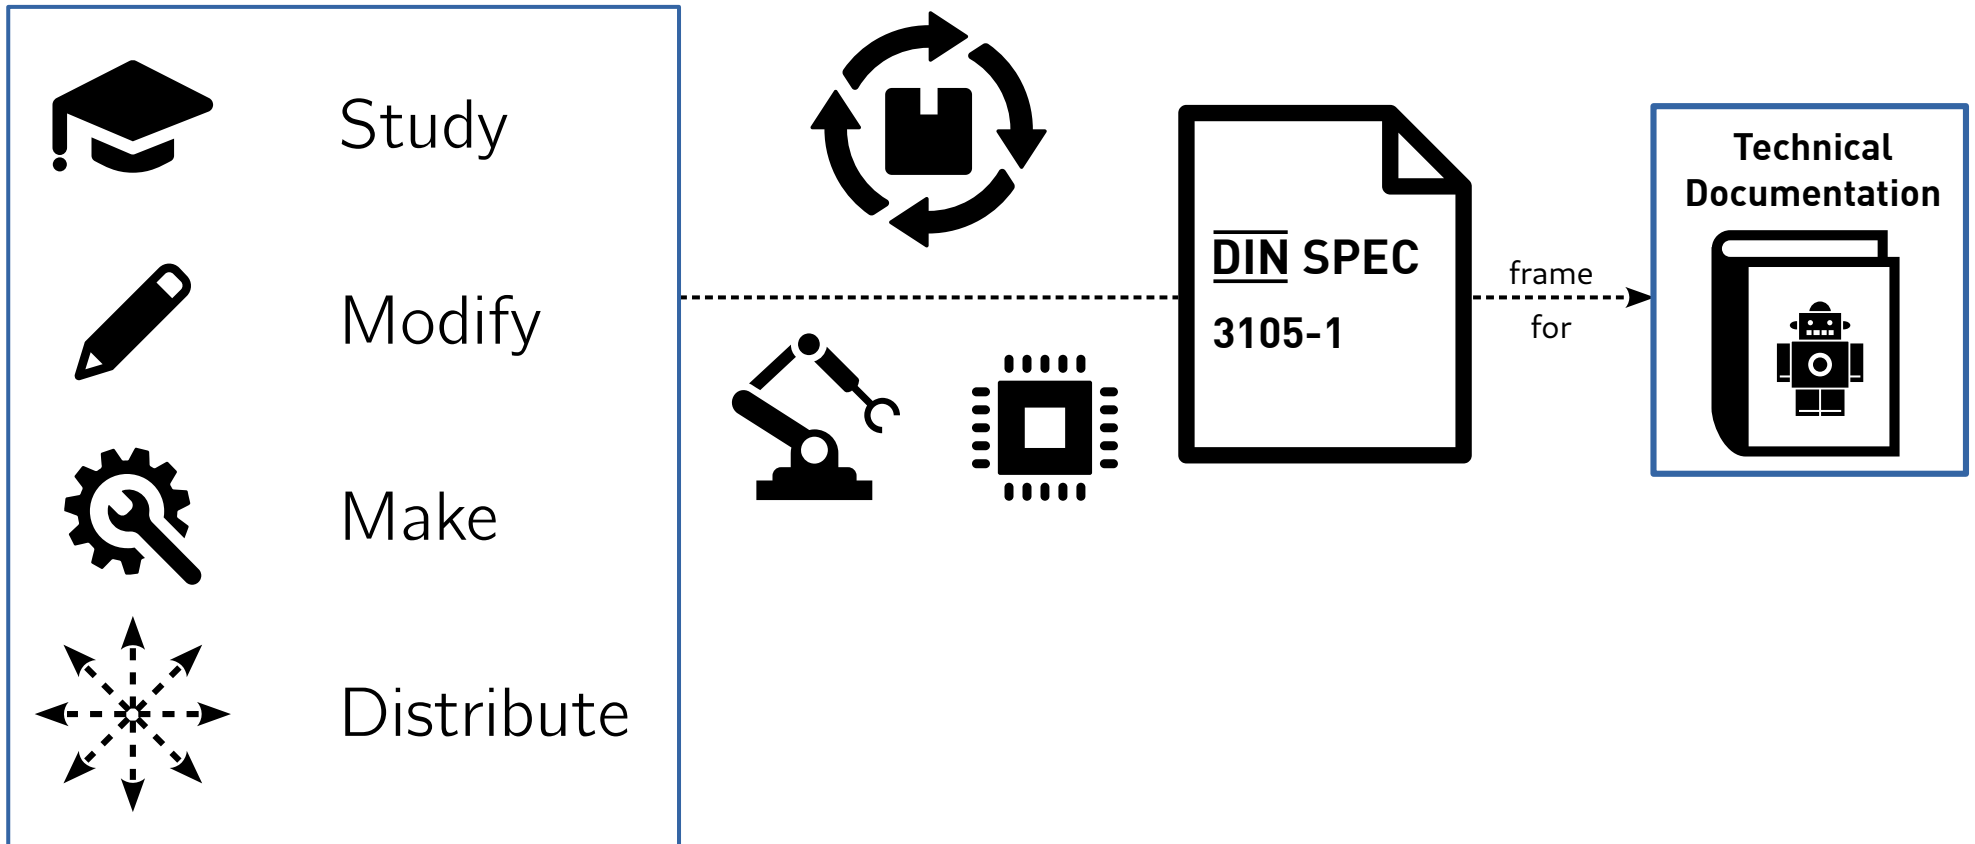 Study
Modify
Make
Distribute
DIN SPEC
3105-1
frame
for
Technical
Documentation